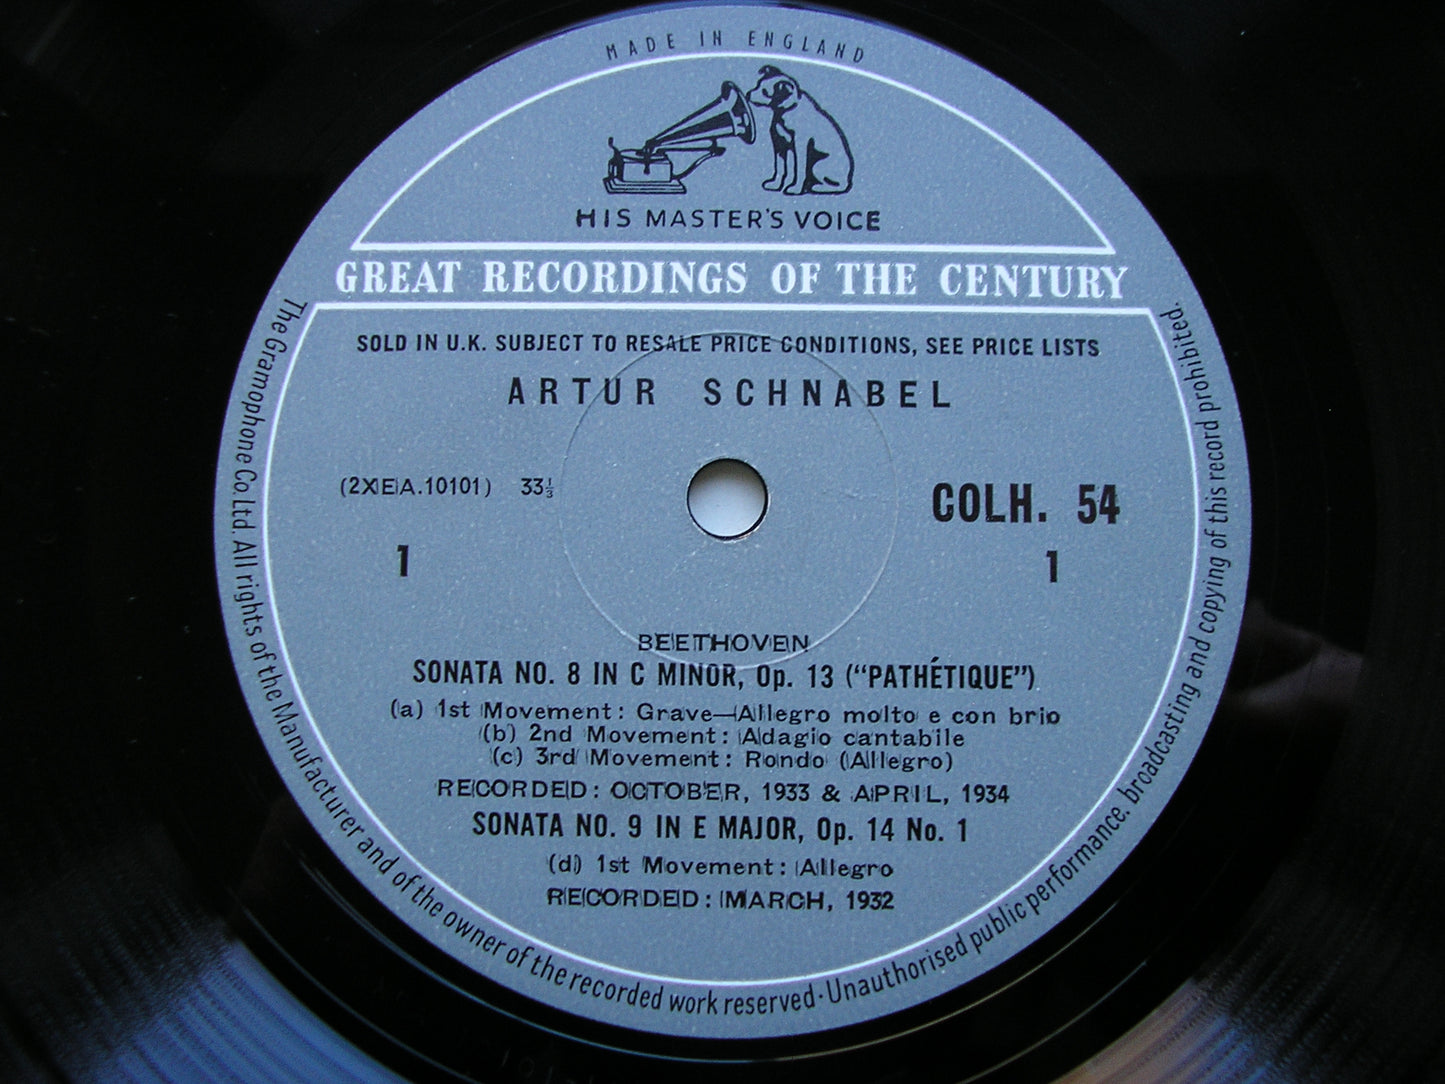 MADE IN ENGLAND
HIS MASTER'S VOICE
GREAT RECORDINGS OF THE CENTURY
SOLD IN U.K. SUBJECT TO RESALE PRICE CONDITIONS, SEE PRICE LISTS
ARTUR SCHNABEL
(2XEA.10101) 33⅓
COLH. 54
1
1
BEETHOVEN
SONATA NO. 8 IN C MINOR, Op. 13 ("PATHÉTIQUE")
(a) 1st Movement: Grave—Allegro molto e con brio
(b) 2nd Movement: Adagio cantabile
(c) 3rd Movement: Rondo (Allegro)
RECORDED: OCTOBER, 1933 & APRIL, 1934
SONATA NO. 9 IN E MAJOR, Op. 14 No. 1
(d) 1st Movement: Allegro
RECORDED: MARCH, 1932
The Gramophone Co. Ltd. All rights of the Manufacturer and of the owner of the recorded work reserved · Unauthorised public performance, broadcasting and copying of this record prohibited.